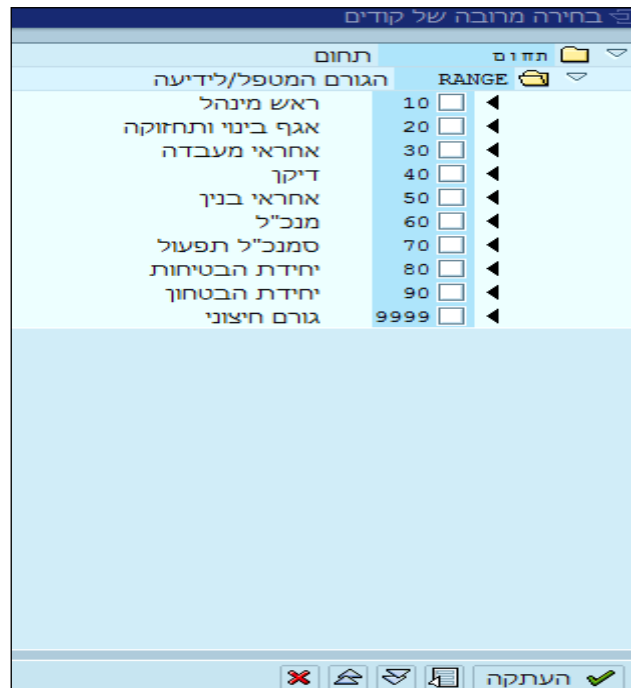 בחירה מרובה של קודים
תחום תחום
RANGE הגורם המטפל/לידיעה
10 ראש מינהל
20 אגף בינוי ותחזוקה
30 אחראי מעבדה
40 דיקן
50 אחראי בנין
60 מנכ"ל
70 סמנכ"ל תפעול
80 יחידת הבטיחות
90 יחידת הבטחון
9999 גורם חיצוני
העתקה